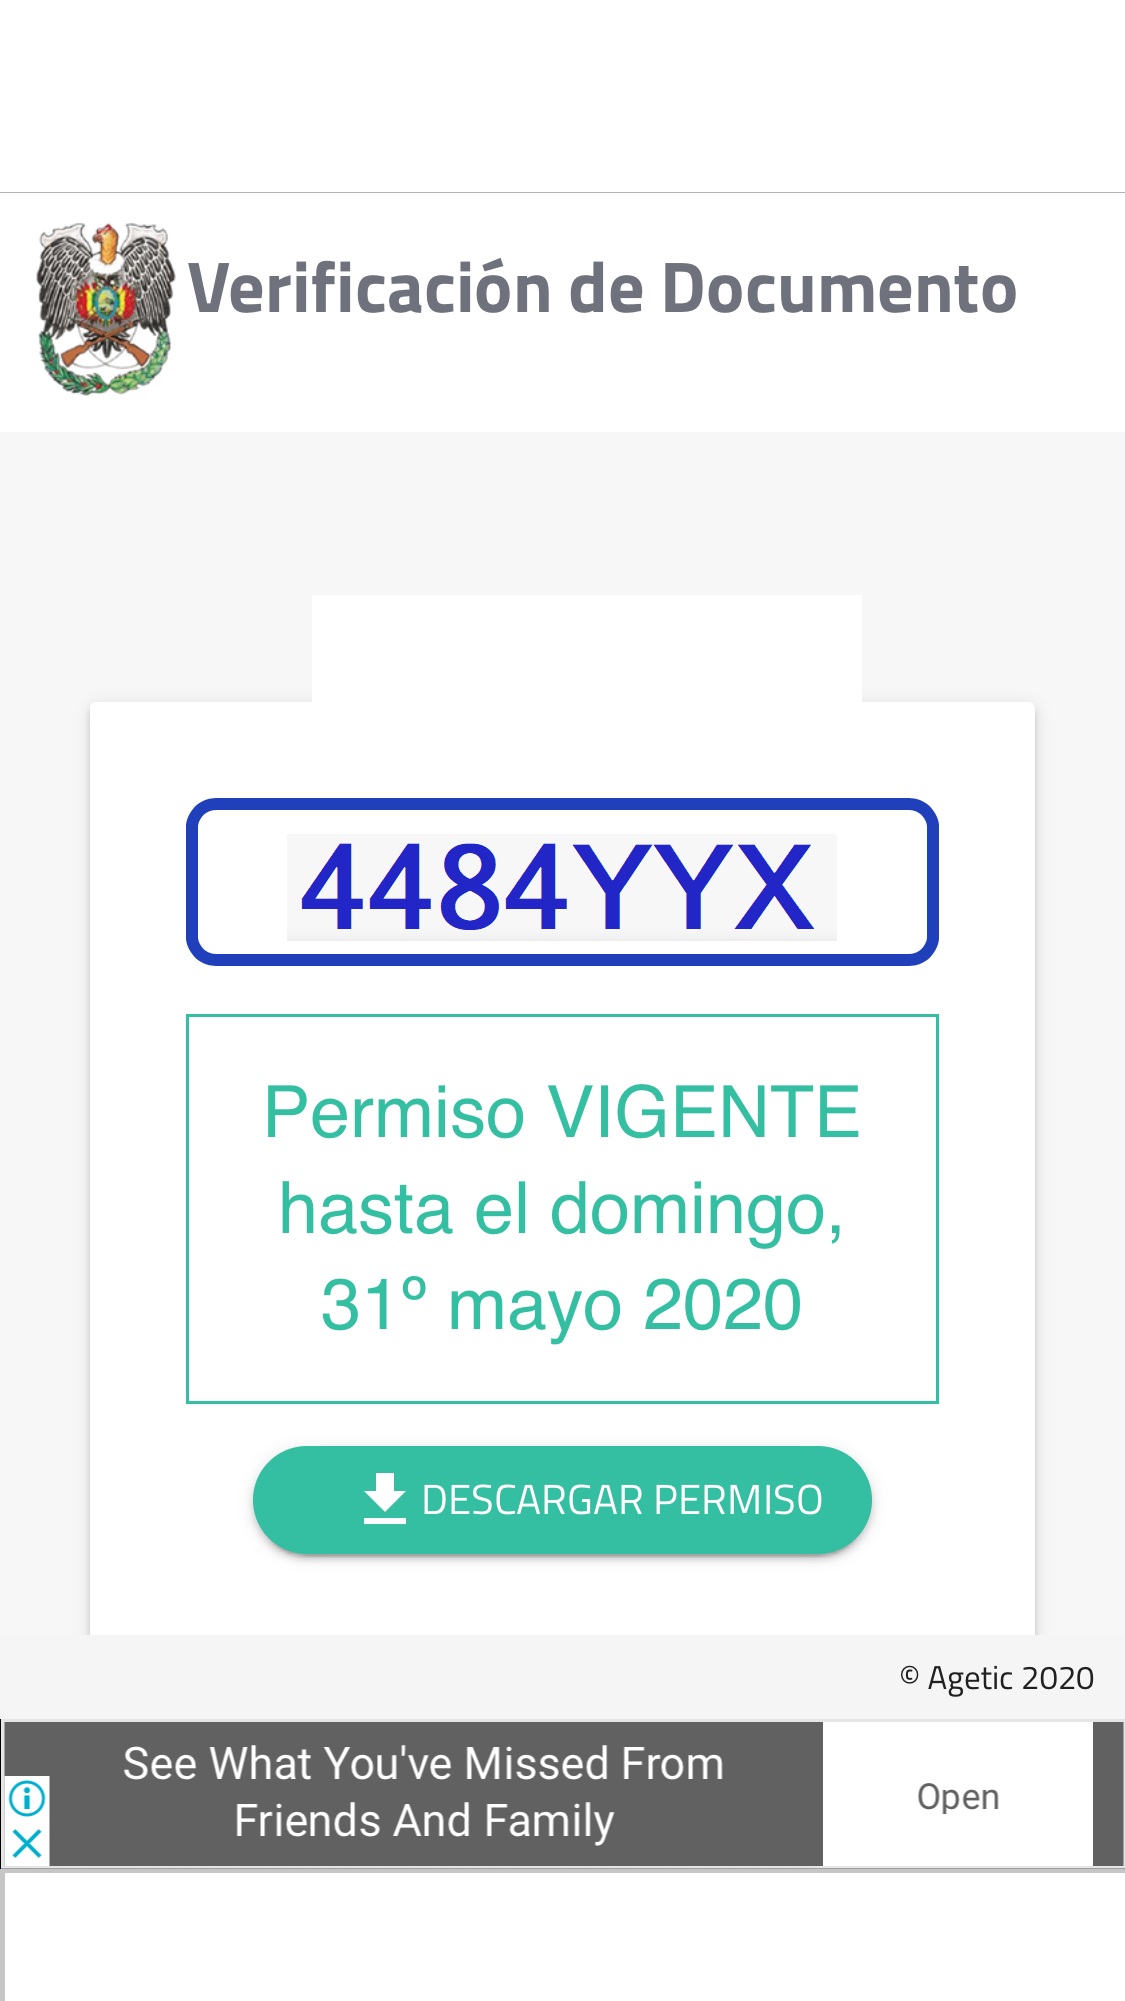 Verificación de Documento
4484YYX
Permiso VIGENTE
hasta el domingo,
31º mayo 2020
DESCARGAR PERMISO
© Agetic 2020
See What You've Missed From
Friends And Family
Open